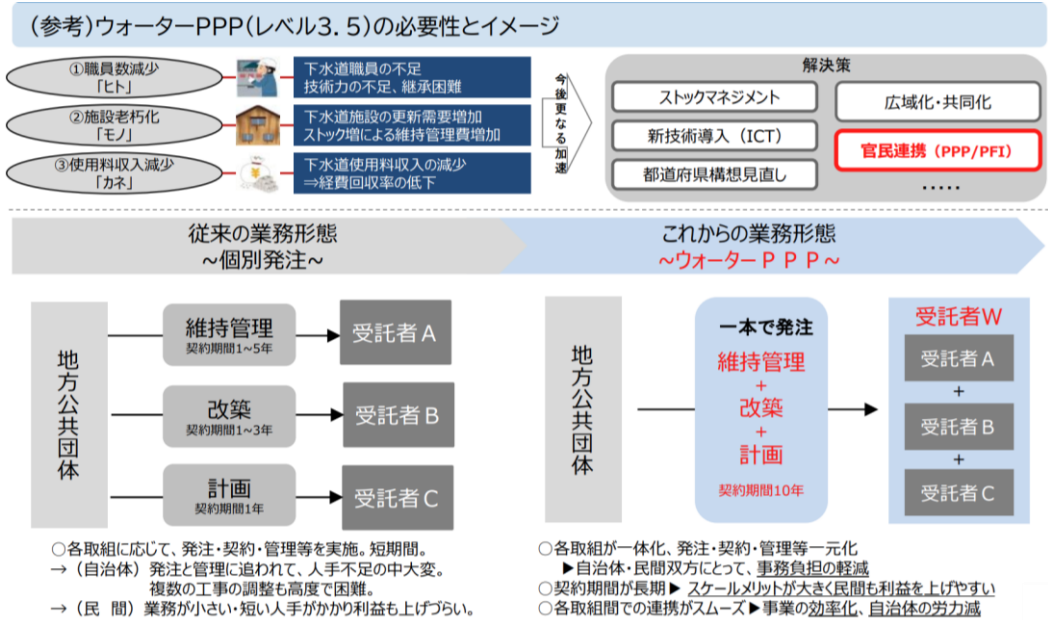 （参考）ウォーターPPP（レベル3．5）の必要性とイメージ
①職員数減少
「ヒト」
下水道職員の不足
技術力の不足、継承困難
②施設老朽化
「モノ」
下水道施設の更新需要増加
ストック増による維持管理費増加
③使用料収入減少
「カネ」
下水道使用料収入の減少
⇒経費回収率の低下
今後更なる加速
解決策
ストックマネジメント
新技術導入（ICT）
都道府県構想見直し
広域化・共同化
官民連携（PPP/PFI）
・・・・・
従来の業務形態
～個別発注～
これからの業務形態
～ウォーターＰＰＰ～
地方公共団体
維持管理
契約期間1~5年
受託者Ａ
改築
契約期間1~3年
受託者Ｂ
計画
契約期間1年
受託者Ｃ
○各取組に応じて、発注・契約・管理等を実施。短期間。
→（自治体）発注と管理に追われて、人手不足の中大変。
複数の工事の調整も高度で困難。
→（民　間）業務が小さい・短い人手がかかり利益も上げづらい。
地方公共団体
一本で発注
維持管理
+
改築
+
計画
契約期間10年
受託者Ｗ
受託者Ａ
+
受託者Ｂ
+
受託者Ｃ
○各取組が一体化、発注・契約・管理等一元化
▶自治体・民間双方にとって、事務負担の軽減
○契約期間が長期▶ スケールメリットが大きく民間も利益を上げやすい
○各取組間での連携がスムーズ▶事業の効率化、自治体の労力減